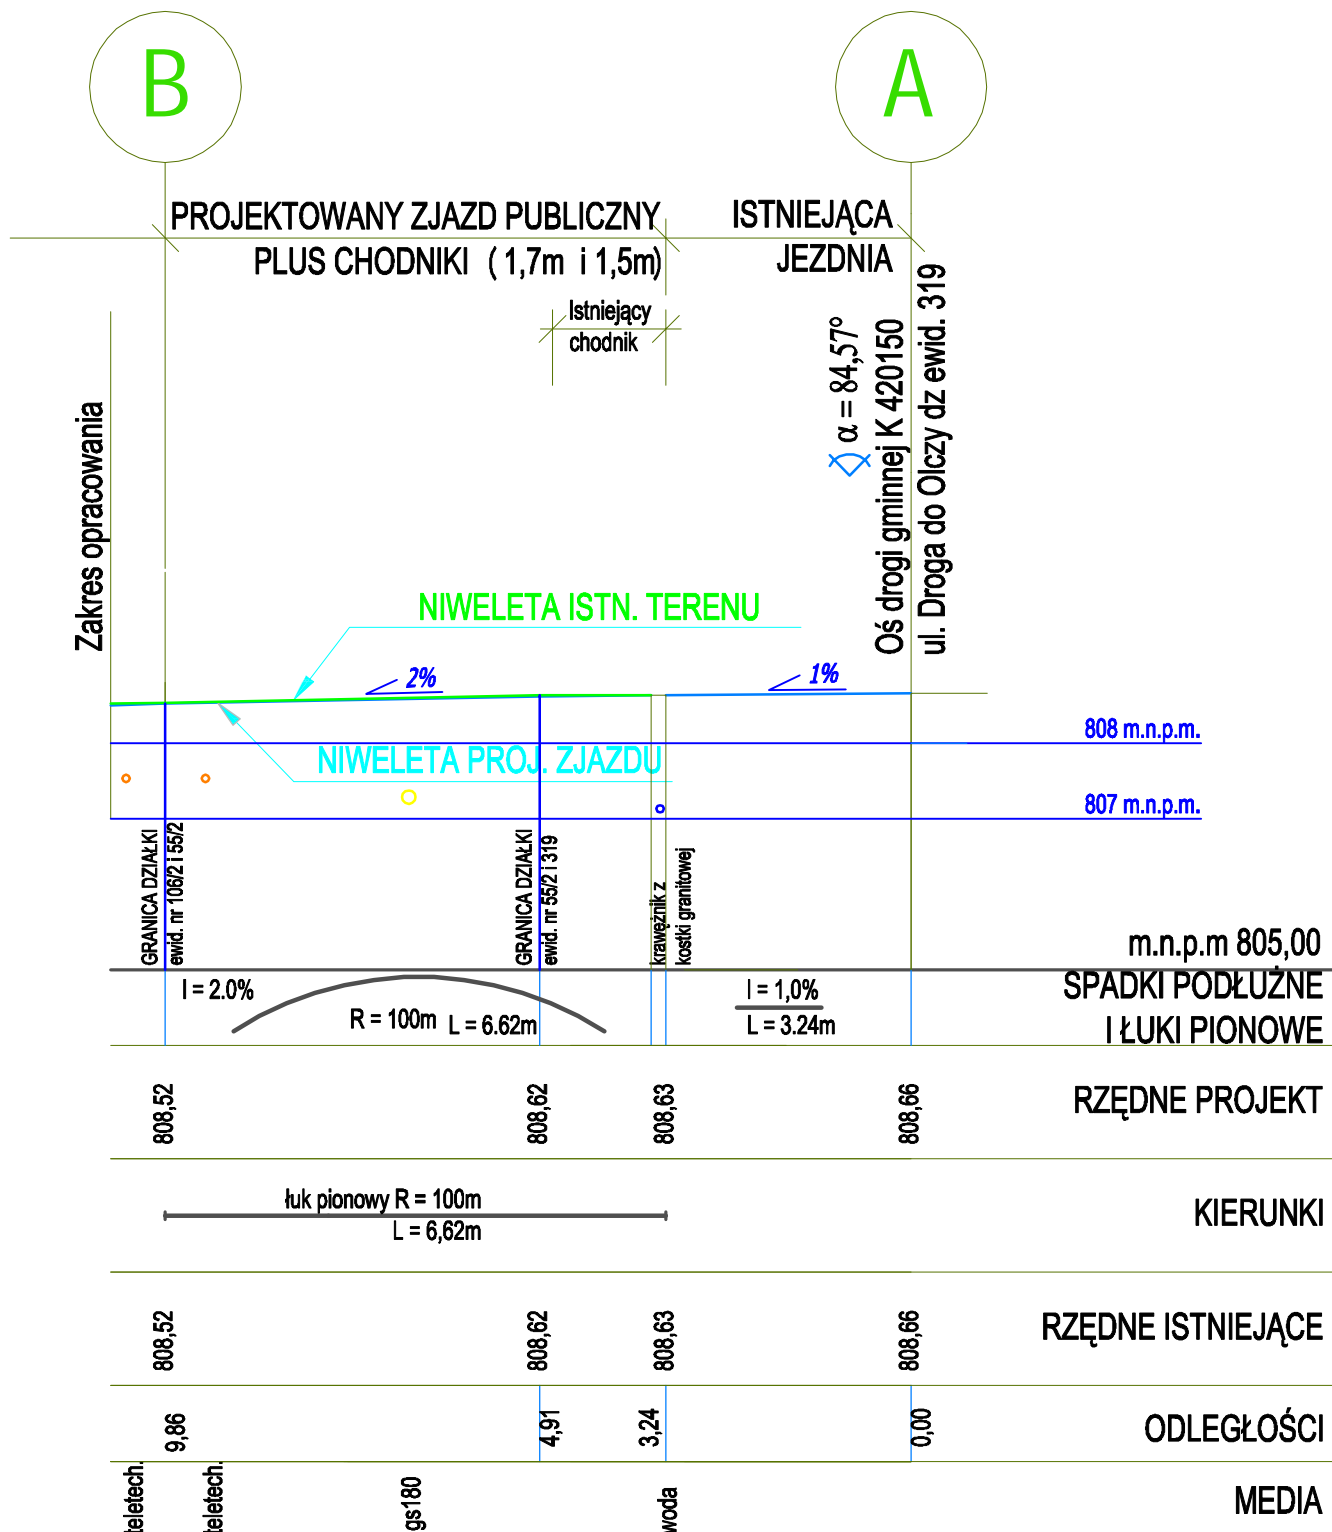 B
A
PROJEKTOWANY ZJAZD PUBLICZNY
PLUS CHODNIKI ( 1,7m i 1,5m)
ISTNIEJĄCA
JEZDNIA
Istniejący
chodnik
Zakres opracowania
α = 84,57°
Oś drogi gminnej K 420150
ul. Droga do Olczy dz ewid. 319
NIWELETA ISTN. TERENU
2%
1%
NIWELETA PROJ. ZJAZDU
808 m.n.p.m.
807 m.n.p.m.
GRANICA DZIAŁKI
ewid. nr 106/2 i 55/2
GRANICA DZIAŁKI
ewid. nr 55/2 i 319
krawężnik z
kostki granitowej
m.n.p.m 805,00
I = 2.0%
R = 100m L = 6.62m
I = 1,0%
L = 3.24m
SPADKI PODŁUŻNE
I ŁUKI PIONOWE
808,52
808,62
808,63
808,66
RZĘDNE PROJEKT
łuk pionowy R = 100m
L = 6,62m
KIERUNKI
808,52
808,62
808,63
808,66
RZĘDNE ISTNIEJĄCE
9,86
4,91
3,24
0,00
ODLEGŁOŚCI
teletech.
teletech.
gs180
woda
MEDIA